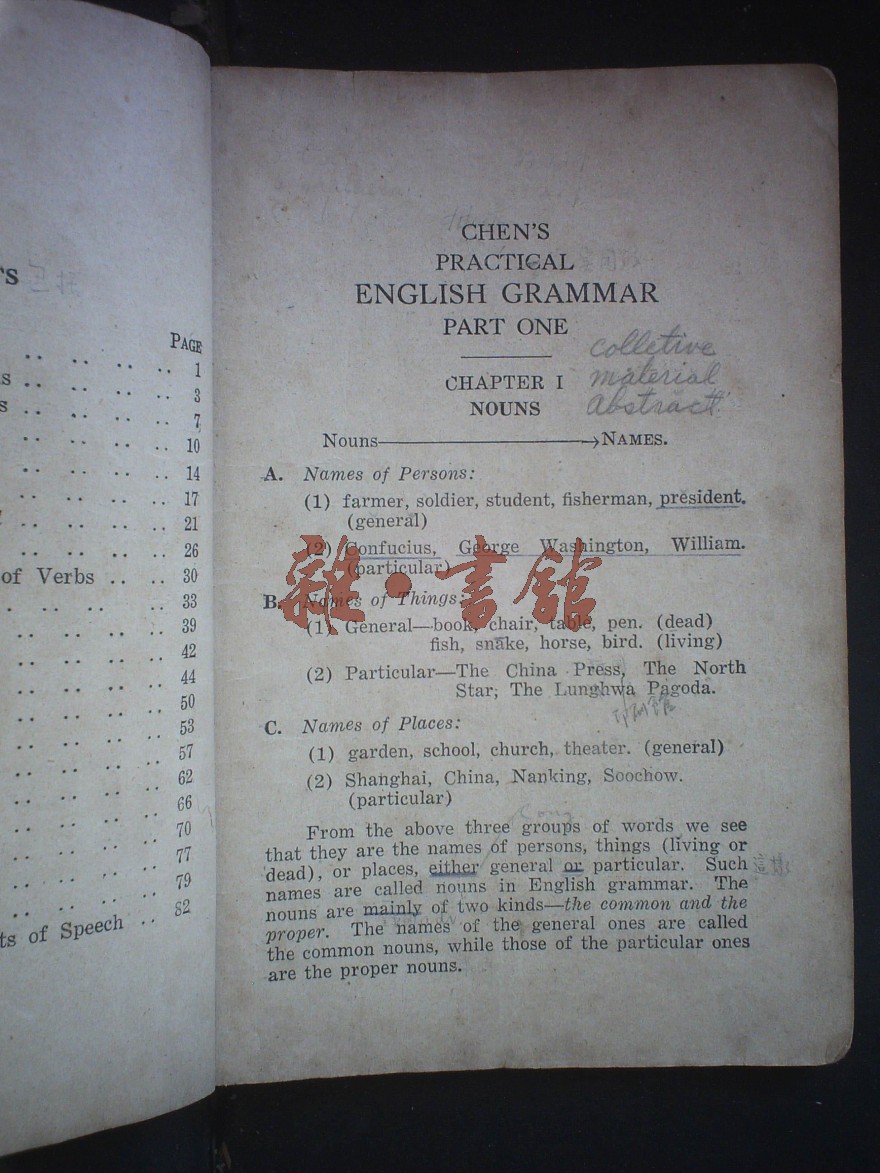 'S
PAGE
.. .. .. .. 1
s .. .. .. .. 3
s .. .. .. .. 7
.. .. .. .. 10
.. .. .. .. 14
.. .. .. .. 17
.. .. .. .. 21
.. .. .. .. 26
of Verbs .. .. 30
. .. .. .. 33
.. .. .. .. 39
.. .. .. .. 42
.. .. .. .. 44
.. .. .. .. 50
.. .. .. .. 53
.. .. .. .. 57
.. .. .. .. 62
.. .. .. .. 66
.. .. .. .. 70
.. .. .. .. 77
.. .. .. .. 79
.. .. .. .. 82
ts of Speech ..
CHEN'S
PRACTICAL
ENGLISH GRAMMAR
PART ONE
colletive
CHAPTER I
material
NOUNS
Abstract
Nouns————→NAMES.
A. Names of Persons:
(1) farmer, soldier, student, fisherman, president.
(general)
(2) Confucius, George Washington, William.
(particular)
雜·書館
B. Names of Things:
(1) General—book, chair, table, pen. (dead)
fish, snake, horse, bird. (living)
(2) Particular—The China Press, The North
Star; The Lunghwa Pagoda.
C. Names of Places:
(1) garden, school, church, theater. (general)
(2) Shanghai, China, Nanking, Soochow.
(particular)
From the above three groups of words we see
that they are the names of persons, things (living or
dead), or places, either general or particular. Such
names are called nouns in English grammar. The
nouns are mainly of two kinds—the common and the
proper. The names of the general ones are called
the common nouns, while those of the particular ones
are the proper nouns.